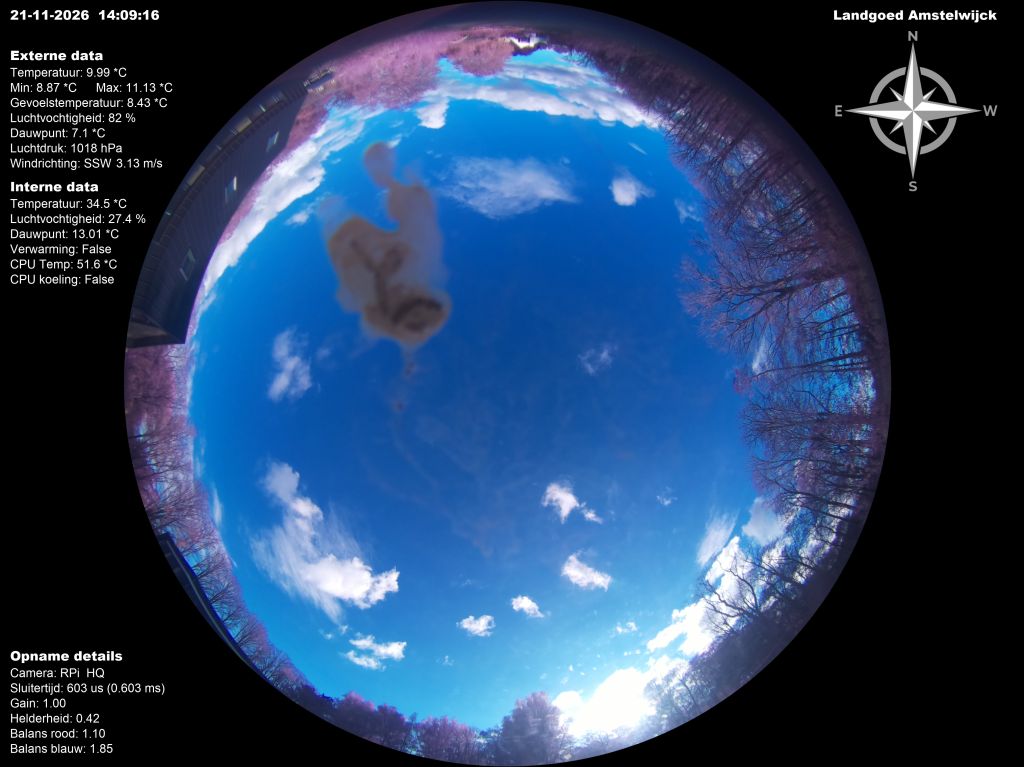 21-11-2026 14:09:16
Landgoed Amstelwijck
Externe data
Temperatuur: 9.99 *C
Min: 8.87 *C Max: 11.13 *C
Gevoelstemperatuur: 8.43 *C
Luchtvochtigheid: 82 %
Dauwpunt: 7.1 *C
Luchtdruk: 1018 hPa
Windrichting: SSW 3.13 m/s
Interne data
Temperatuur: 34.5 *C
Luchtvochtigheid: 27.4 %
Dauwpunt: 13.01 *C
Verwarming: False
CPU Temp: 51.6 *C
CPU koeling: False
N
E W
S
Opname details
Camera: RPi HQ
Sluitertijd: 603 us (0.603 ms)
Gain: 1.00
Helderheid: 0.42
Balans rood: 1.10
Balans blauw: 1.85